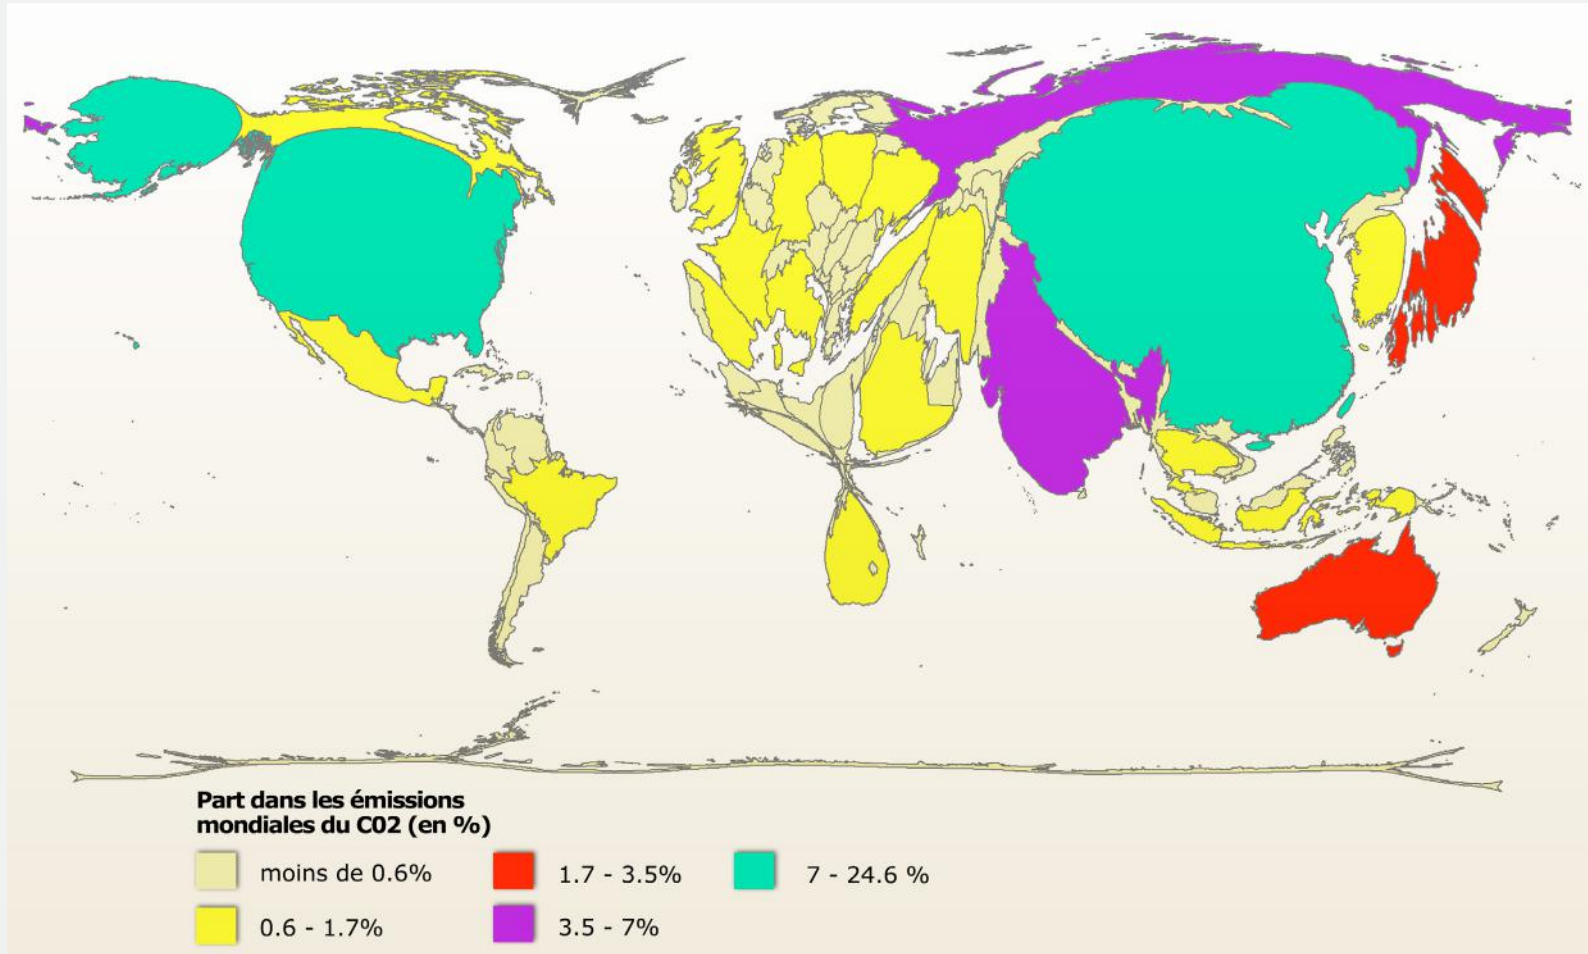 Part dans les émissions
mondiales du C02 (en %)
moins de 0.6%
0.6 - 1.7%
1.7 - 3.5%
3.5 - 7%
7 - 24.6 %